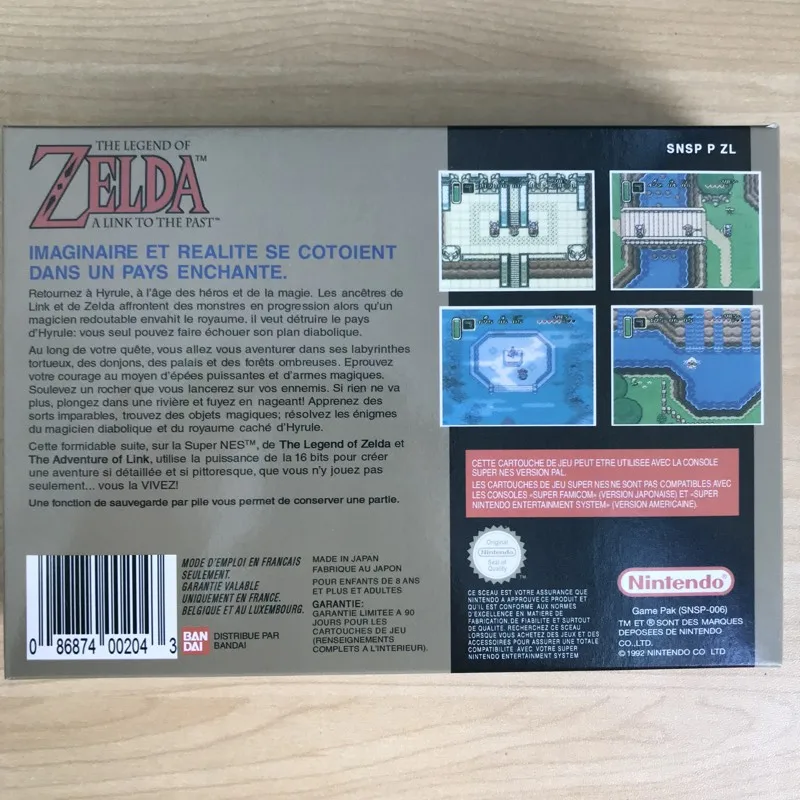 THE LEGEND OF
ZELDA™
A LINK TO THE PAST™
IMAGINAIRE ET REALITE SE COTOIENT
DANS UN PAYS ENCHANTE.
Retournez à Hyrule, à l'âge des héros et de la magie. Les ancêtres de
Link et de Zelda affrontent des monstres en progression alors qu'un
magicien redoutable envahit le royaume. il veut détruire le pays
d'Hyrule: vous seul pouvez faire échouer son plan diabolique.
Au long de votre quête, vous allez vous aventurer dans ses labyrinthes
tortueux, des donjons, des palais et des forêts ombreuses. Eprouvez
votre courage au moyen d'épées puissantes et d'armes magiques.
Soulevez un rocher que vous lancerez sur vos ennemis. Si rien ne va
plus, plongez dans une rivière et fuyez en nageant! Apprenez des
sorts imparables, trouvez des objets magiques; résolvez les énigmes
du magicien diabolique et du royaume caché d'Hyrule.
Cette formidable suite, sur la Super NES™, de The Legend of Zelda et
The Adventure of Link, utilise la puissance de la 16 bits pour créer
une aventure si détaillée et si pittoresque, que vous n'y jouez pas
seulement... vous la VIVEZ!
Une fonction de sauvegarde par pile vous permet de conserver une partie.
0 86874 00204 3
MODE D'EMPLOI EN FRANCAIS
SEULEMENT.
GARANTIE VALABLE
UNIQUEMENT EN FRANCE.
BELGIQUE ET AU LUXEMBOURG.
BAN
DAI
DISTRIBUE PAR
BANDAI
MADE IN JAPAN
FABRIQUE AU JAPON
POUR ENFANTS DE 8 ANS
ET PLUS ET ADULTES
GARANTIE:
GARANTIE LIMITEE A 90
JOURS POUR LES
CARTOUCHES DE JEU
(RENSEIGNEMENTS
COMPLETS A L'INTERIEUR).
SNSP P ZL
CETTE CARTOUCHE DE JEU PEUT ETRE UTILISEE AVEC LA CONSOLE
SUPER NES VERSION PAL.
LES CARTOUCHES DE JEU SUPER NES NE SONT PAS COMPATIBLES AVEC
LES CONSOLES «SUPER FAMICOM» (VERSION JAPONAISE) ET «SUPER
NINTENDO ENTERTAINMENT SYSTEM» (VERSION AMERICAINE).
Original
Nintendo
Seal of
Quality
™
CE SCEAU EST VOTRE ASSURANCE QUE
NINTENDO A APPROUVE CE PRODUIT ET
QU'IL EST CONFORME AUX NORMES
D'EXCELLENCE EN MATIERE DE
FABRICATION, DE FIABILITE ET SURTOUT
DE QUALITE. RECHERCHEZ CE SCEAU
LORSQUE VOUS ACHETEZ DES JEUX ET DES
ACCESSOIRES POUR ASSURER UNE TOTALE
COMPATIBILITE AVEC VOTRE SUPER
NINTENDO ENTERTAINMENT SYSTEM
Nintendo®
Game Pak (SNSP-006)
TM ET ® SONT DES MARQUES
DEPOSEES DE NINTENDO
CO.,LTD.
© 1992 NINTENDO CO LTD